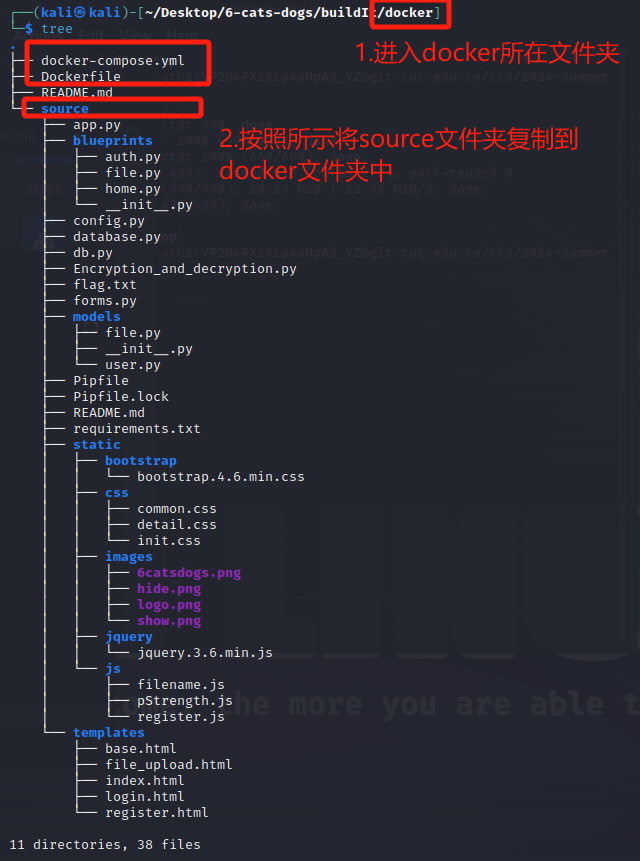 ┌──(kali㉿kali)-[~/Desktop/6-cats-dogs/buildIt/docker]
└─$ tree
.
├── docker-compose.yml
├── Dockerfile
├── README.md
└── source
    ├── app.py
    ├── blueprints
    │   ├── auth.py
    │   ├── file.py
    │   ├── home.py
    │   └── __init__.py
    ├── config.py
    ├── database.py
    ├── db.py
    ├── Encryption_and_decryption.py
    ├── flag.txt
    ├── forms.py
    ├── models
    │   ├── file.py
    │   ├── __init__.py
    │   └── user.py
    ├── Pipfile
    ├── Pipfile.lock
    ├── README.md
    ├── requirements.txt
    ├── static
    │   ├── bootstrap
    │   │   └── bootstrap.4.6.min.css
    │   ├── css
    │   │   ├── common.css
    │   │   ├── detail.css
    │   │   └── init.css
    │   ├── images
    │   │   ├── 6catsdogs.png
    │   │   ├── hide.png
    │   │   ├── logo.png
    │   │   └── show.png
    │   ├── jquery
    │   │   └── jquery.3.6.min.js
    │   └── js
    │       ├── filename.js
    │       ├── pStrength.js
    │       └── register.js
    └── templates
        ├── base.html
        ├── file_upload.html
        ├── index.html
        ├── login.html
        └── register.html
11 directories, 38 files
1.进入docker所在文件夹
2.按照所示将source文件夹复制到
docker文件夹中
the more you are able t